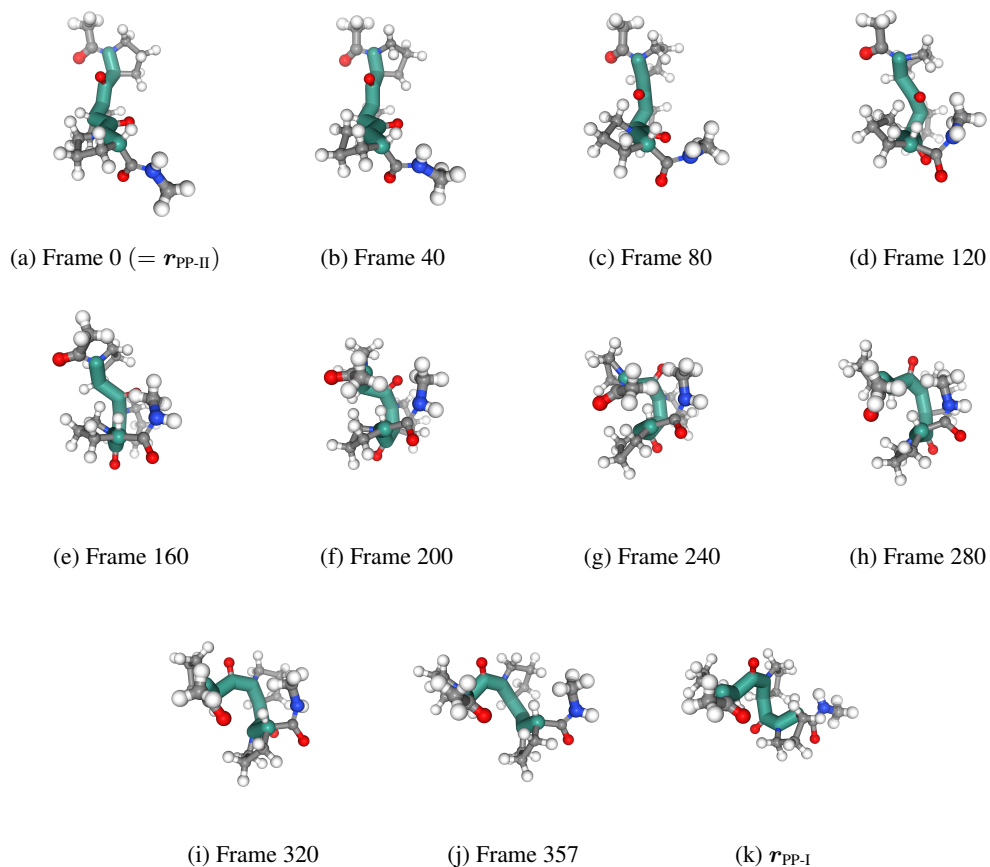 (a) Frame 0 (= r_PP-II)
(b) Frame 40
(c) Frame 80
(d) Frame 120
(e) Frame 160
(f) Frame 200
(g) Frame 240
(h) Frame 280
(i) Frame 320
(j) Frame 357
(k) r_PP-I